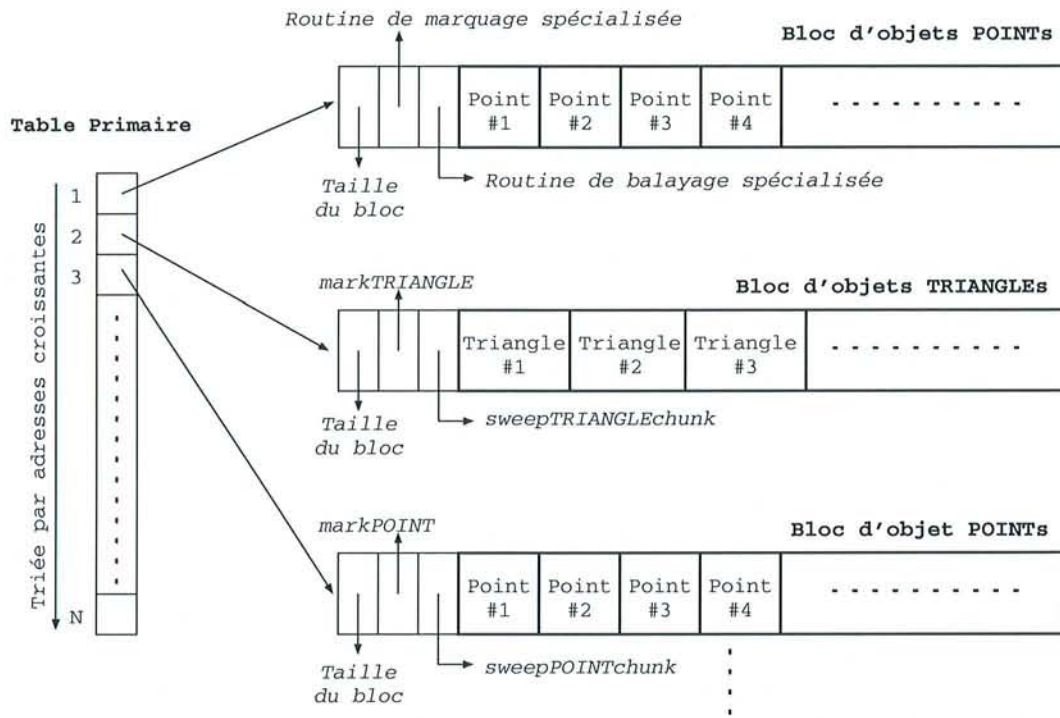 Routine de marquage spécialisée
Bloc d'objets POINTs
Point #1
Point #2
Point #3
Point #4
Taille du bloc
Routine de balayage spécialisée
Table Primaire
1
2
3
N
Triée par adresses croissantes
markTRIANGLE
Bloc d'objets TRIANGLEs
Triangle #1
Triangle #2
Triangle #3
Taille du bloc
sweepTRIANGLEchunk
markPOINT
Bloc d'objet POINTs
Point #1
Point #2
Point #3
Point #4
Taille du bloc
sweepPOINTchunk